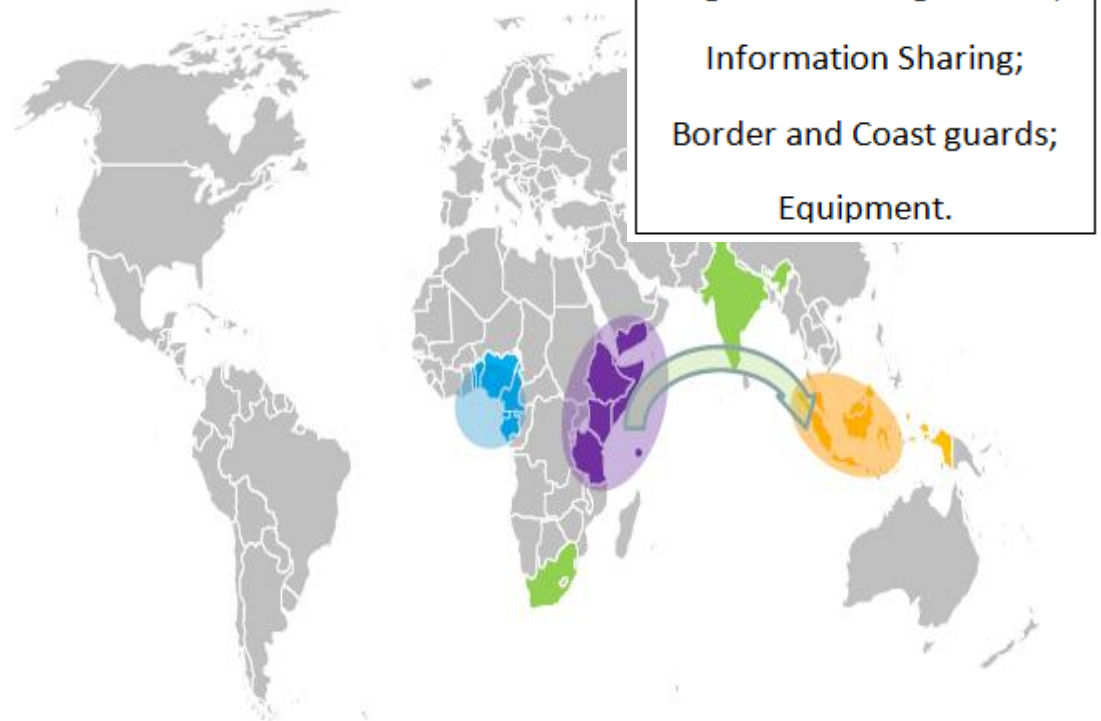 Information Sharing;
Border and Coast guards;
Equipment.